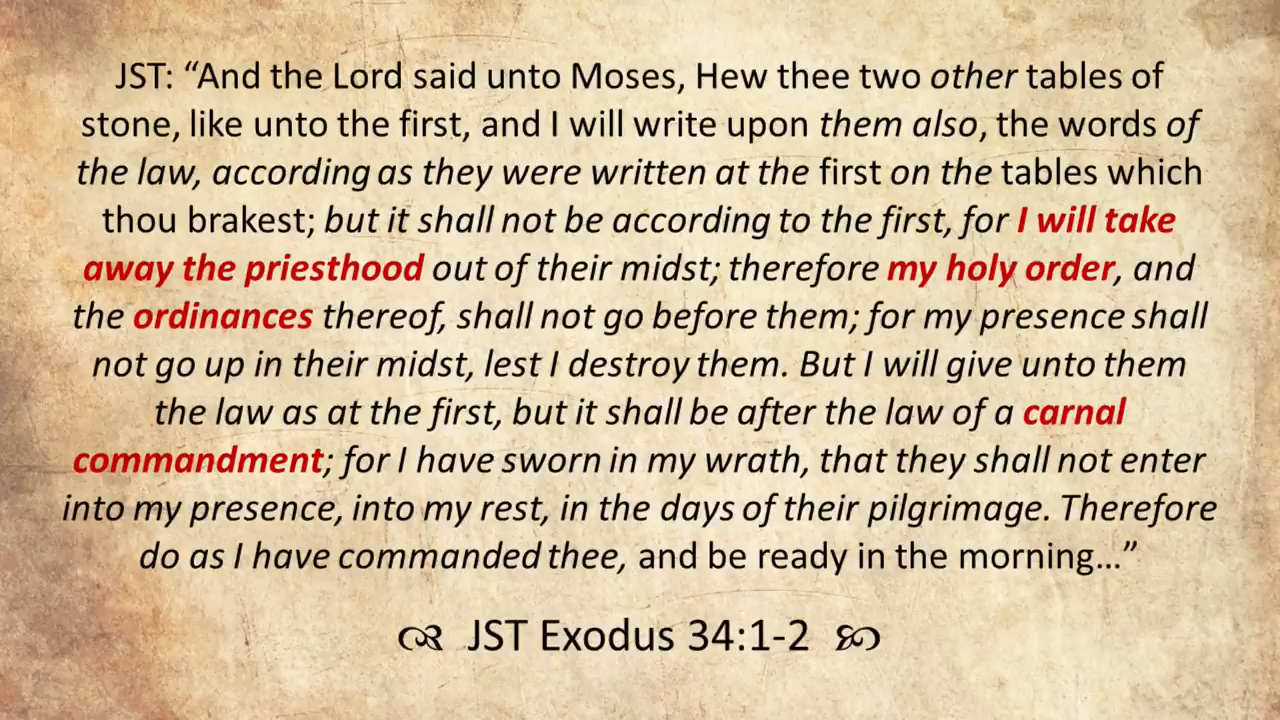 JST: “And the Lord said unto Moses, Hew thee two other tables of
stone, like unto the first, and I will write upon them also, the words of
the law, according as they were written at the first on the tables which
thou brakest; but it shall not be according to the first, for I will take
away the priesthood out of their midst; therefore my holy order, and
the ordinances thereof, shall not go before them; for my presence shall
not go up in their midst, lest I destroy them. But I will give unto them
the law as at the first, but it shall be after the law of a carnal
commandment; for I have sworn in my wrath, that they shall not enter
into my presence, into my rest, in the days of their pilgrimage. Therefore
do as I have commanded thee, and be ready in the morning…”
JST Exodus 34:1-2